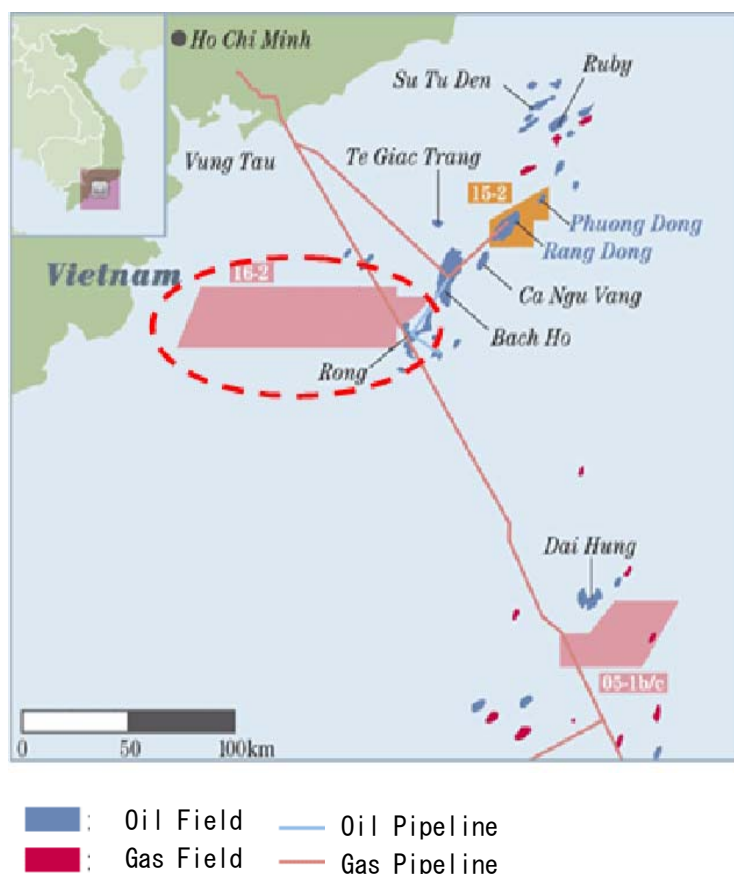 Ho Chi Minh
Ruby
Su Tu Den
Vung Tau
Te Giac Trang
15-2
Phuong Dong
Rang Dong
Vietnam
16-2
Ca Ngu Vang
Bach Ho
Rong
Dai Hung
05-1b/c
0 50 100km
: Oil Field Oil Pipeline
: Gas Field Gas Pipeline